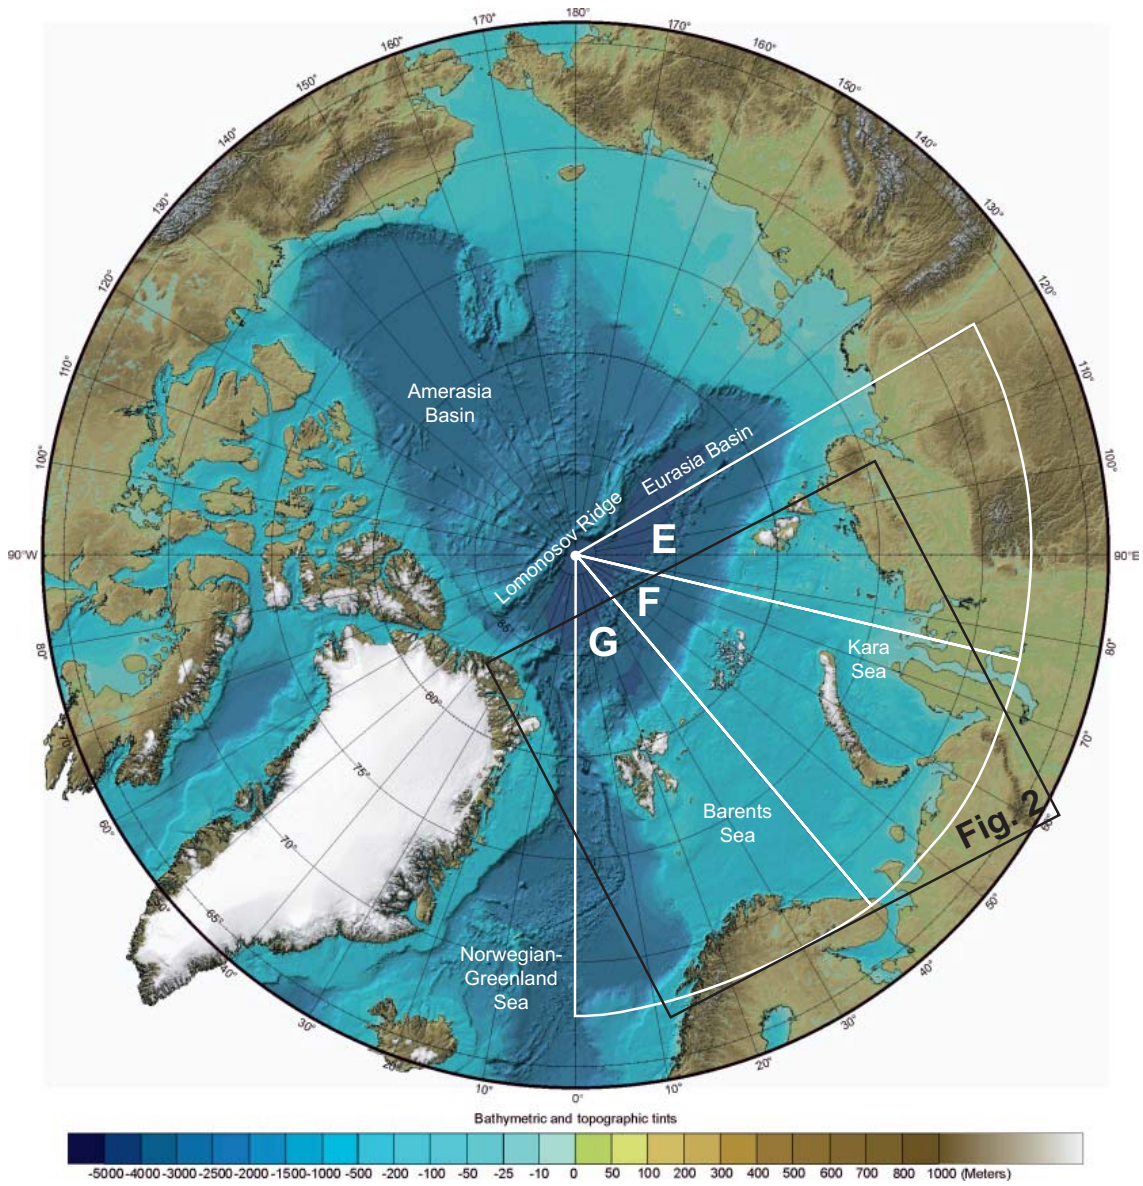 180°
170°
170°
160°
160°
150°
150°
140°
140°
130°
130°
120°
120°
110°
110°
100°
100°
90°W
90°E
80°
80°
70°
70°
60°
60°
50°
50°
40°
40°
30°
30°
20°
20°
10°
10°
0°
85°
80°
75°
70°
65°
Amerasia
Basin
Eurasia Basin
Lomonosov Ridge
E
F
G
Kara
Sea
Barents
Sea
Norwegian-
Greenland
Sea
Fig. 2
Bathymetric and topographic tints
-5000 -4000 -3000 -2500 -2000 -1500 -1000 -500 -200 -100 -50 -25 -10 0 50 100 200 300 400 500 600 700 800 1000 (Meters)